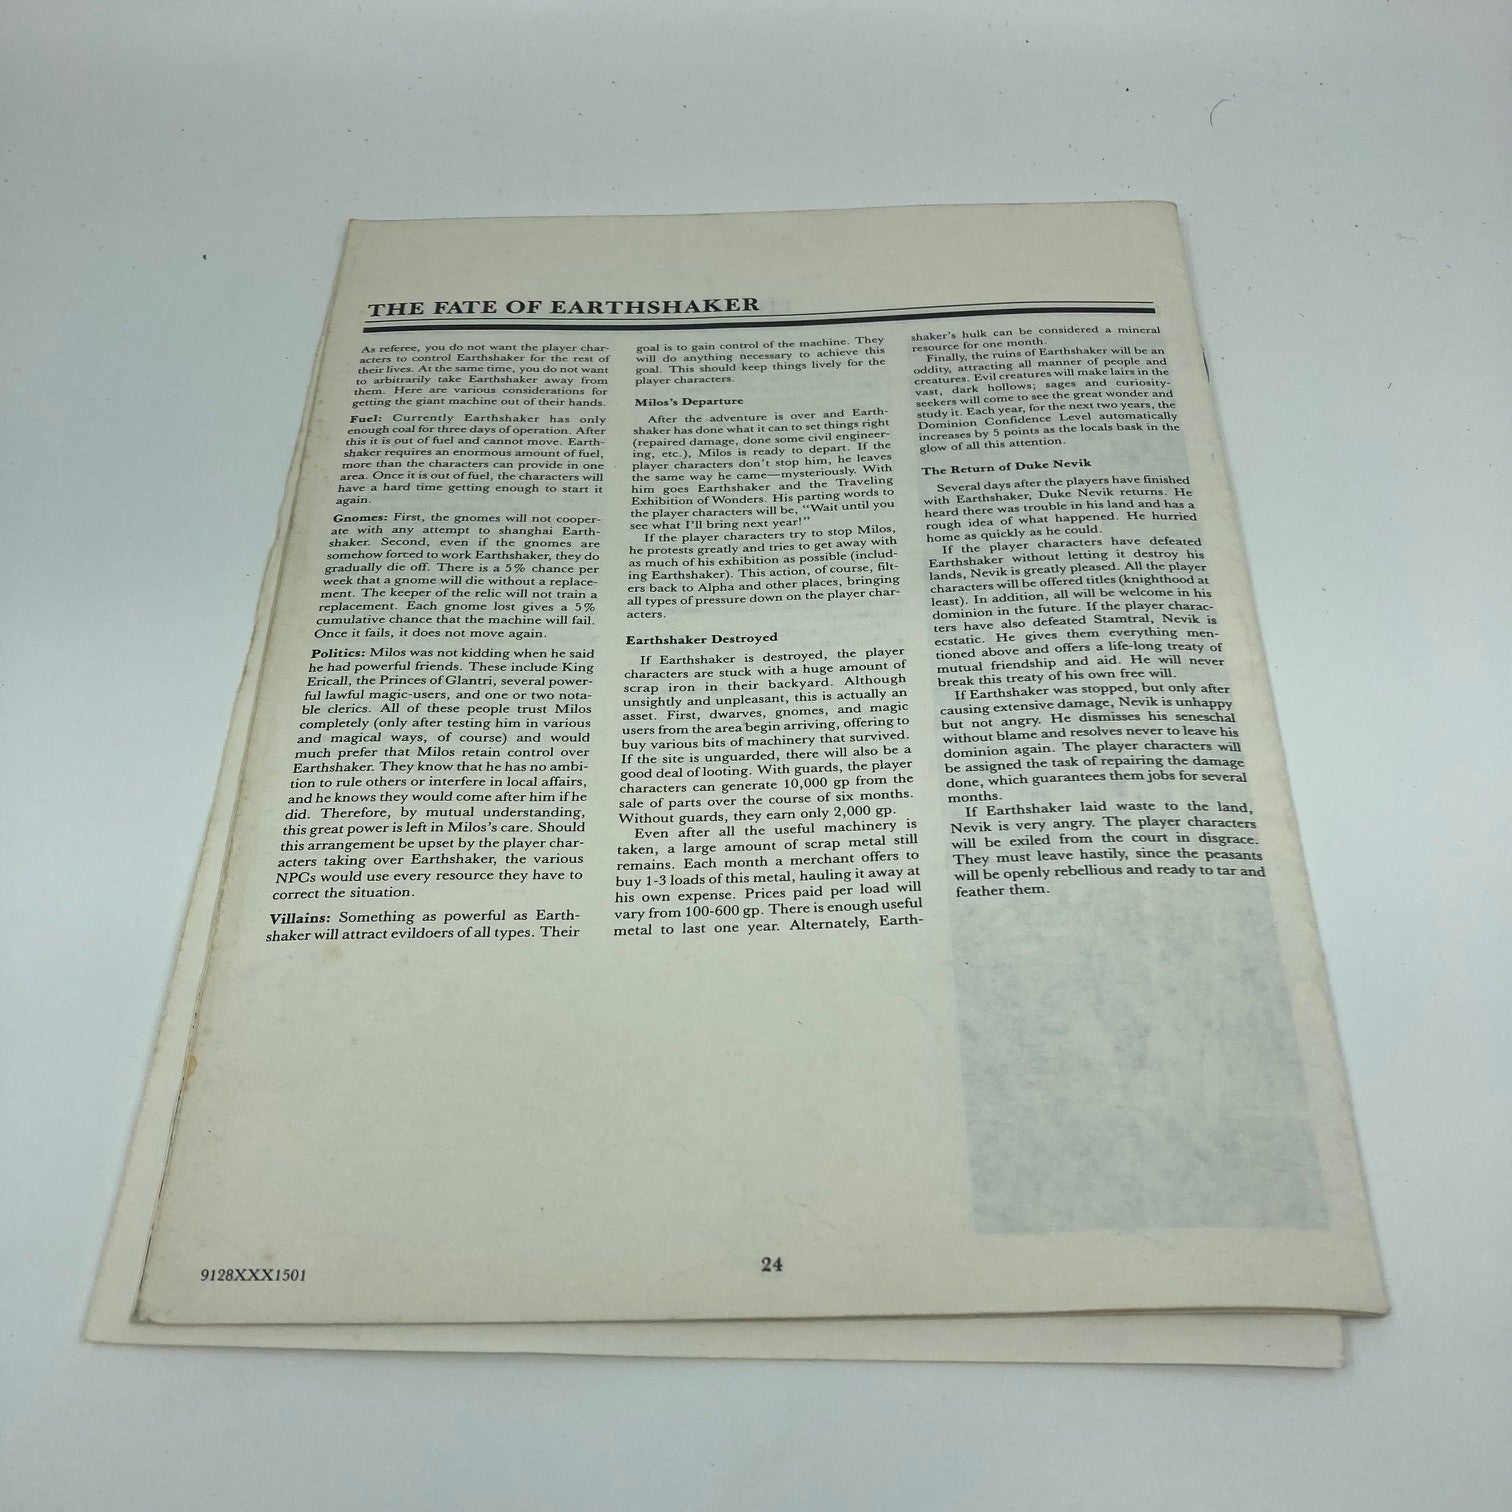 THE FATE OF EARTHSHAKER
As referee, you do not want the player char-
acters to control Earthshaker for the rest of
their lives. At the same time, you do not want
to arbitrarily take Earthshaker away from
them. Here are various considerations for
getting the giant machine out of their hands.
Fuel: Currently Earthshaker has only
enough coal for three days of operation. After
this it is out of fuel and cannot move. Earth-
shaker requires an enormous amount of fuel,
more than the characters can provide in one
area. Once it is out of fuel, the characters will
have a hard time getting enough to start it
again.
Gnomes: First, the gnomes will not cooper-
ate with any attempt to shanghai Earth-
shaker. Second, even if the gnomes are
somehow forced to work Earthshaker, they do
gradually die off. There is a 5% chance per
week that a gnome will die without a replace-
ment. The keeper of the relic will not train a
replacement. Each gnome lost gives a 5%
cumulative chance that the machine will fail.
Once it fails, it does not move again.
Politics: Milos was not kidding when he said
he had powerful friends. These include King
Ericall, the Princes of Glantri, several power-
ful lawful magic-users, and one or two nota-
ble clerics. All of these people trust Milos
completely (only after testing him in various
and magical ways, of course) and would
much prefer that Milos retain control over
Earthshaker. They know that he has no ambi-
tion to rule others or interfere in local affairs,
and he knows they would come after him if he
did. Therefore, by mutual understanding,
this great power is left in Milos's care. Should
this arrangement be upset by the player char-
acters taking over Earthshaker, the various
NPCs would use every resource they have to
correct the situation.
Villains: Something as powerful as Earth-
shaker will attract evildoers of all types. Their
goal is to gain control of the machine. They
will do anything necessary to achieve this
goal. This should keep things lively for the
player characters.
Milos's Departure
After the adventure is over and Earth-
shaker has done what it can to set things right
(repaired damage, done some civil engineer-
ing, etc.), Milos is ready to depart. If the
player characters don't stop him, he leaves
the same way he came—mysteriously. With
him goes Earthshaker and the Traveling
Exhibition of Wonders. His parting words to
the player characters will be, "Wait until you
see what I'll bring next year!"
If the player characters try to stop Milos,
he protests greatly and tries to get away with
as much of his exhibition as possible (includ-
ing Earthshaker). This action, of course, filt-
ers back to Alpha and other places, bringing
all types of pressure down on the player char-
acters.
Earthshaker Destroyed
If Earthshaker is destroyed, the player
characters are stuck with a huge amount of
scrap iron in their backyard. Although
unsightly and unpleasant, this is actually an
asset. First, dwarves, gnomes, and magic
users from the area begin arriving, offering to
buy various bits of machinery that survived.
If the site is unguarded, there will also be a
good deal of looting. With guards, the player
characters can generate 10,000 gp from the
sale of parts over the course of six months.
Without guards, they earn only 2,000 gp.
Even after all the useful machinery is
taken, a large amount of scrap metal still
remains. Each month a merchant offers to
buy 1-3 loads of this metal, hauling it away at
his own expense. Prices paid per load will
vary from 100-600 gp. There is enough useful
metal to last one year. Alternately, Earth-
shaker's hulk can be considered a mineral
resource for one month.
Finally, the ruins of Earthshaker will be an
oddity, attracting all manner of people and
creatures. Evil creatures will make lairs in the
vast, dark hollows; sages and curiosity-
seekers will come to see the great wonder and
study it. Each year, for the next two years, the
Dominion Confidence Level automatically
increases by 5 points as the locals bask in the
glow of all this attention.
The Return of Duke Nevik
Several days after the players have finished
with Earthshaker, Duke Nevik returns. He
heard there was trouble in his land and has a
rough idea of what happened. He hurried
home as quickly as he could.
If the player characters have defeated
Earthshaker without letting it destroy his
lands, Nevik is greatly pleased. All the player
characters will be offered titles (knighthood at
least). In addition, all will be welcome in his
dominion in the future. If the player charac-
ters have also defeated Stamtral, Nevik is
ecstatic. He gives them everything men-
tioned above and offers a life-long treaty of
mutual friendship and aid. He will never
break this treaty of his own free will.
If Earthshaker was stopped, but only after
causing extensive damage, Nevik is unhappy
but not angry. He dismisses his seneschal
without blame and resolves never to leave his
dominion again. The player characters will
be assigned the task of repairing the damage
done, which guarantees them jobs for several
months.
If Earthshaker laid waste to the land,
Nevik is very angry. The player characters
will be exiled from the court in disgrace.
They must leave hastily, since the peasants
will be openly rebellious and ready to tar and
feather them.
9128XXX1501
24